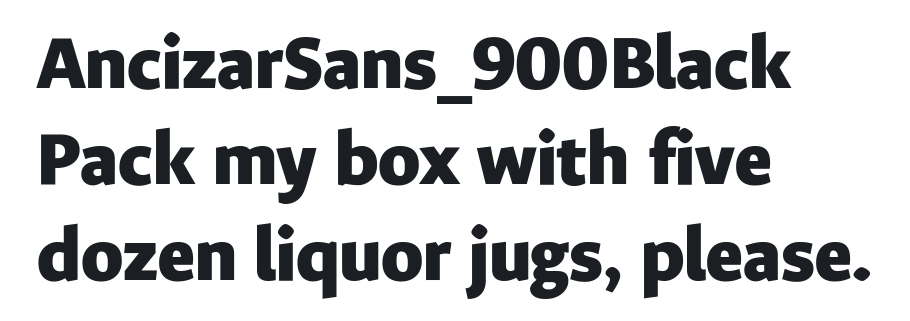 AncizarSans_900Black
Pack my box with five
dozen liquor jugs, please.